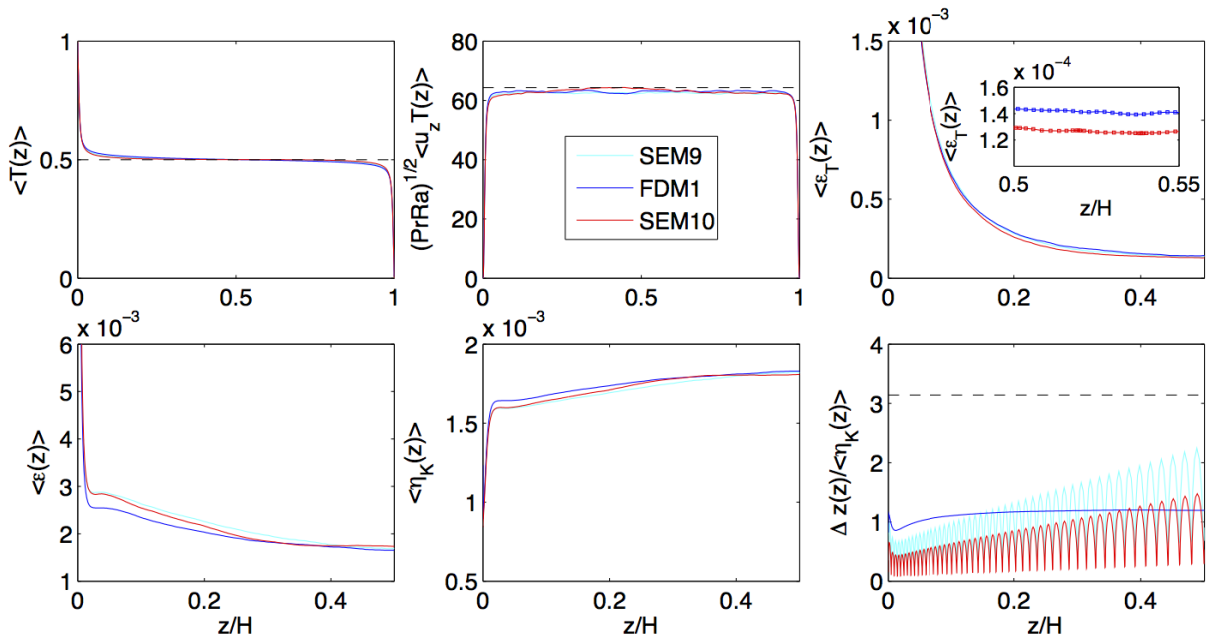 1
0.5
0
0
0.5
1
<T(z)>
80
60
40
20
0
0
0.5
1
(PrRa)^{1/2}<u_z T(z)>
SEM9
FDM1
SEM10
x 10^{-3}
1.5
1
0.5
0
0
0.2
0.4
<ε_T(z)>
x 10^{-4}
1.6
1.4
1.2
0.5
0.55
<ε_T(z)>
z/H
x 10^{-3}
6
5
4
3
2
1
0
0.2
0.4
<ε(z)>
z/H
x 10^{-3}
2
1.5
1
0.5
0
0.2
0.4
<η_K(z)>
z/H
4
3
2
1
0
0
0.2
0.4
Δ z(z)/<η_K(z)>
z/H